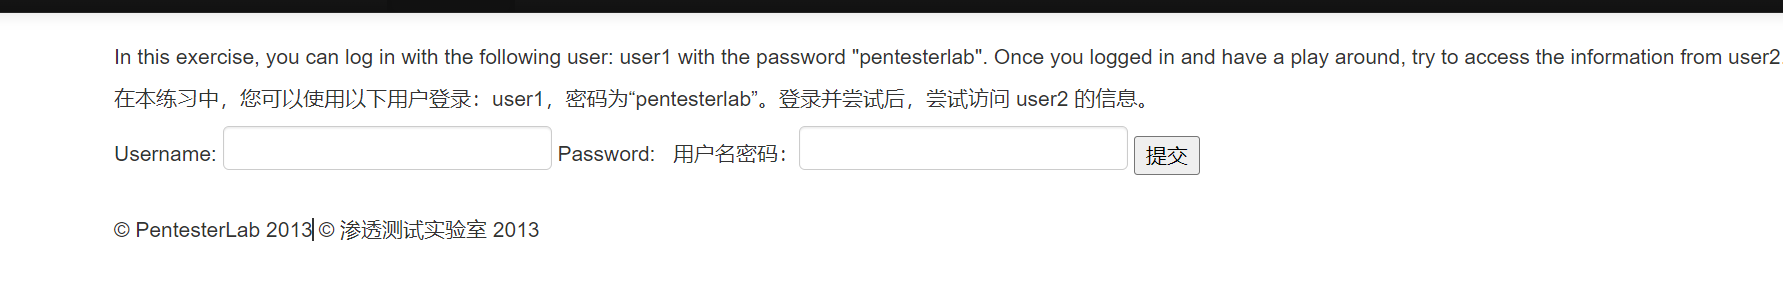 In this exercise, you can log in with the following user: user1 with the password "pentesterlab". Once you logged in and have a play around, try to access the information from user2.
在本练习中，您可以使用以下用户登录：user1，密码为“pentesterlab”。登录并尝试后，尝试访问 user2 的信息。
Username: Password: 用户名密码： 提交
© PentesterLab 2013 © 渗透测试实验室 2013